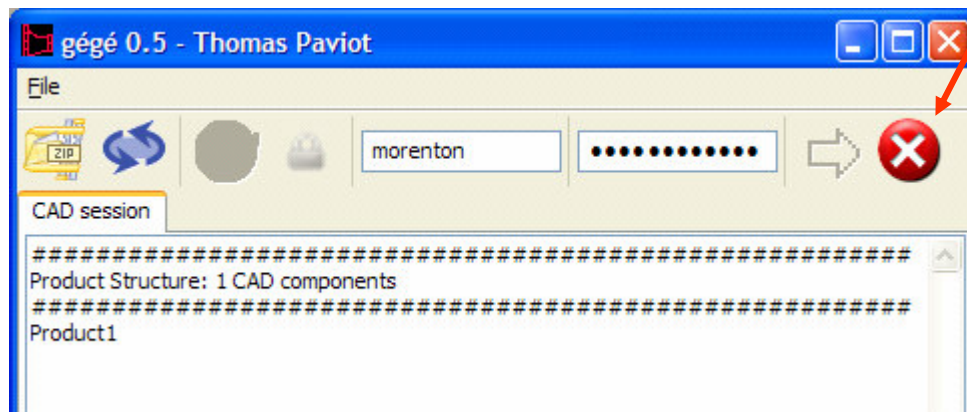 gégé 0.5 - Thomas Paviot
File
ZIP
morenton
●●●●●●●●●●●●
CAD session
#######################################################
Product Structure: 1 CAD components
#######################################################
Product1